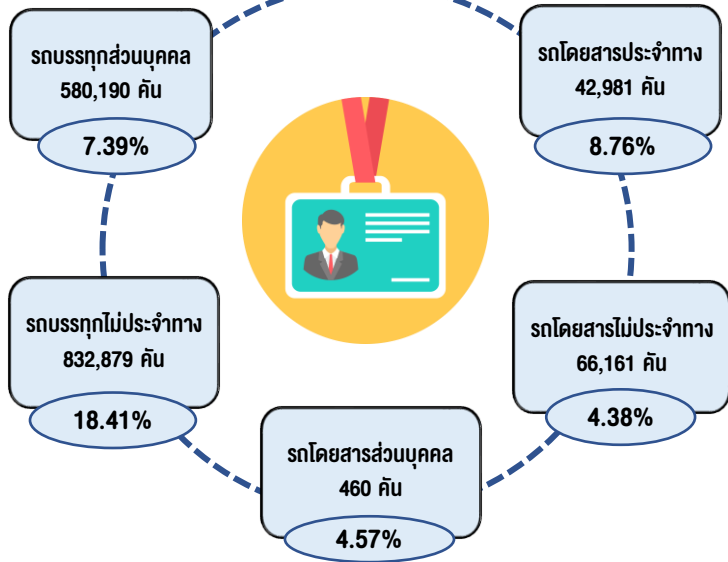 รถบรรทุกส่วนบุคคล
580,190 คัน
7.39%
รถโดยสารประจำทาง
42,981 คัน
8.76%
รถบรรทุกไม่ประจำทาง
832,879 คัน
18.41%
รถโดยสารไม่ประจำทาง
66,161 คัน
4.38%
รถโดยสารส่วนบุคคล
460 คัน
4.57%